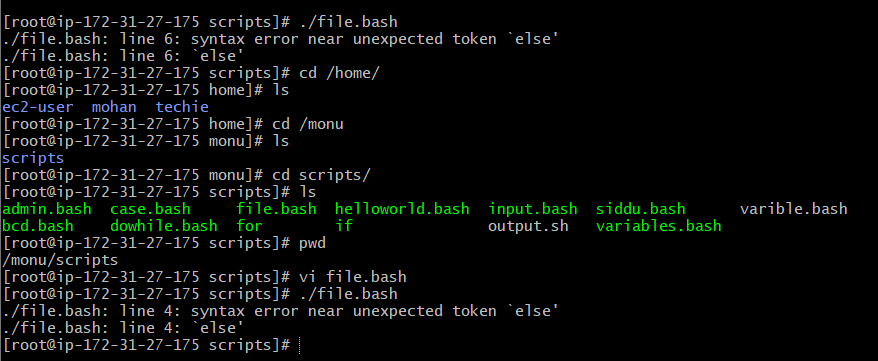 [root@ip-172-31-27-175 scripts]# ./file.bash
./file.bash: line 6: syntax error near unexpected token `else'
./file.bash: line 6: `else'
[root@ip-172-31-27-175 scripts]# cd /home/
[root@ip-172-31-27-175 home]# ls
ec2-user  mohan  techie
[root@ip-172-31-27-175 home]# cd /monu
[root@ip-172-31-27-175 monu]# ls
scripts
[root@ip-172-31-27-175 monu]# cd scripts/
[root@ip-172-31-27-175 scripts]# ls
admin.bash  case.bash     file.bash  helloworld.bash  input.bash  siddu.bash      varible.bash
bcd.bash    dowhile.bash  for        if               output.sh   variables.bash
[root@ip-172-31-27-175 scripts]# pwd
/monu/scripts
[root@ip-172-31-27-175 scripts]# vi file.bash
[root@ip-172-31-27-175 scripts]# ./file.bash
./file.bash: line 4: syntax error near unexpected token `else'
./file.bash: line 4: `else'
[root@ip-172-31-27-175 scripts]#